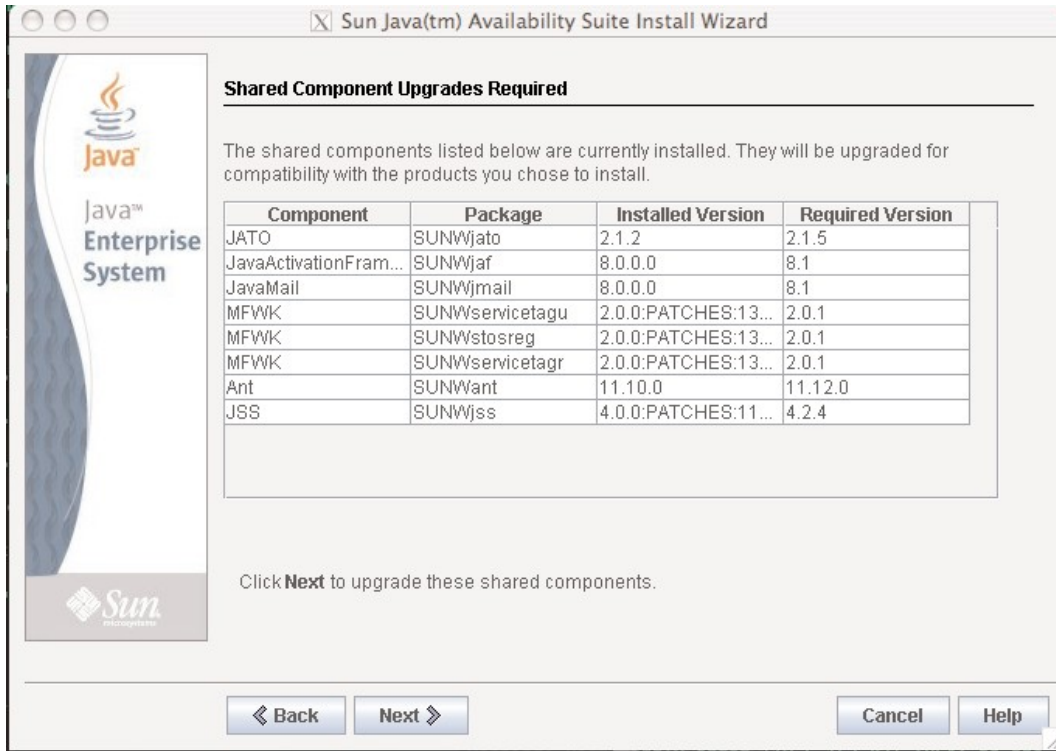 Sun Java(tm) Availability Suite Install Wizard
Java™
Java™
Enterprise
System
Sun
microsystems
Shared Component Upgrades Required
The shared components listed below are currently installed. They will be upgraded for
compatibility with the products you chose to install.
Component Package Installed Version Required Version
JATO SUNWjato 2.1.2 2.1.5
JavaActivationFram... SUNWjaf 8.0.0.0 8.1
JavaMail SUNWjmail 8.0.0.0 8.1
MFWK SUNWservicetagu 2.0.0:PATCHES:13... 2.0.1
MFWK SUNWstosreg 2.0.0:PATCHES:13... 2.0.1
MFWK SUNWservicetagr 2.0.0:PATCHES:13... 2.0.1
Ant SUNWant 11.10.0 11.12.0
JSS SUNWjss 4.0.0:PATCHES:11... 4.2.4
Click Next to upgrade these shared components.
Back Next Cancel Help